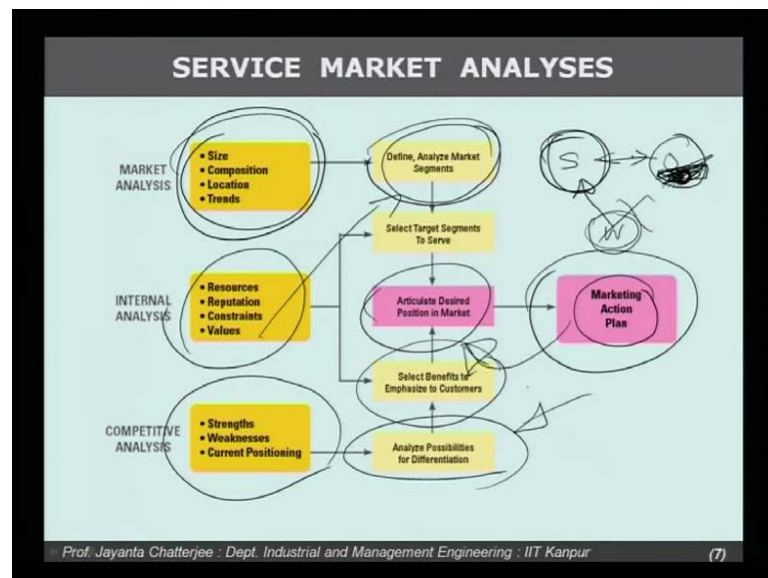 SERVICE MARKET ANALYSES
MARKET
ANALYSIS
• Size
• Composition
• Location
• Trends
Define, Analyze Market
Segments
S
O
W
Select Target Segments
To Serve
INTERNAL
ANALYSIS
• Resources
• Reputation
• Constraints
• Values
Articulate Desired
Position in Market
Marketing
Action
Plan
Select Benefits to
Emphasize to Customers
COMPETITIVE
ANALYSIS
• Strengths
• Weaknesses
• Current Positioning
Analyze Possibilities
for Differentiation
Prof. Jayanta Chatterjee : Dept. Industrial and Management Engineering : IIT Kanpur
(7)